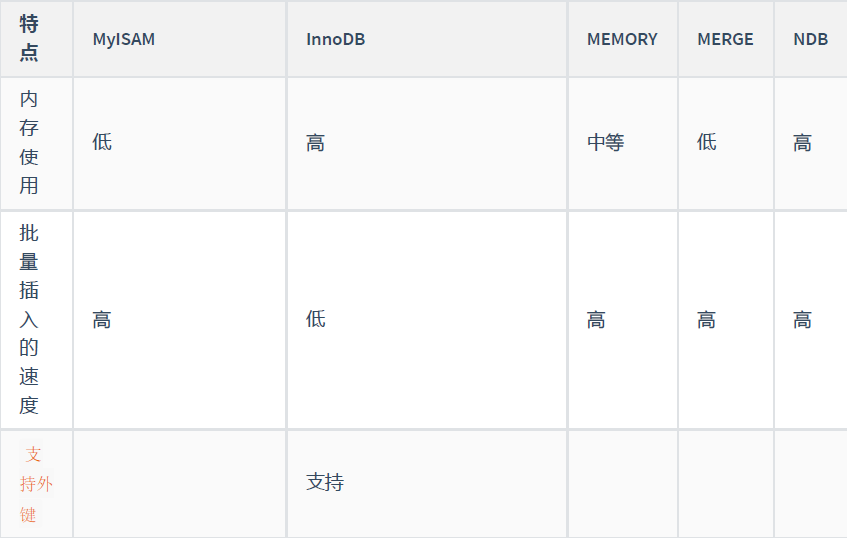 特点 MyISAM InnoDB MEMORY MERGE NDB
内存使用 低 高 中等 低 高
批量插入的速度 高 低 高 高 高
支持外键 支持